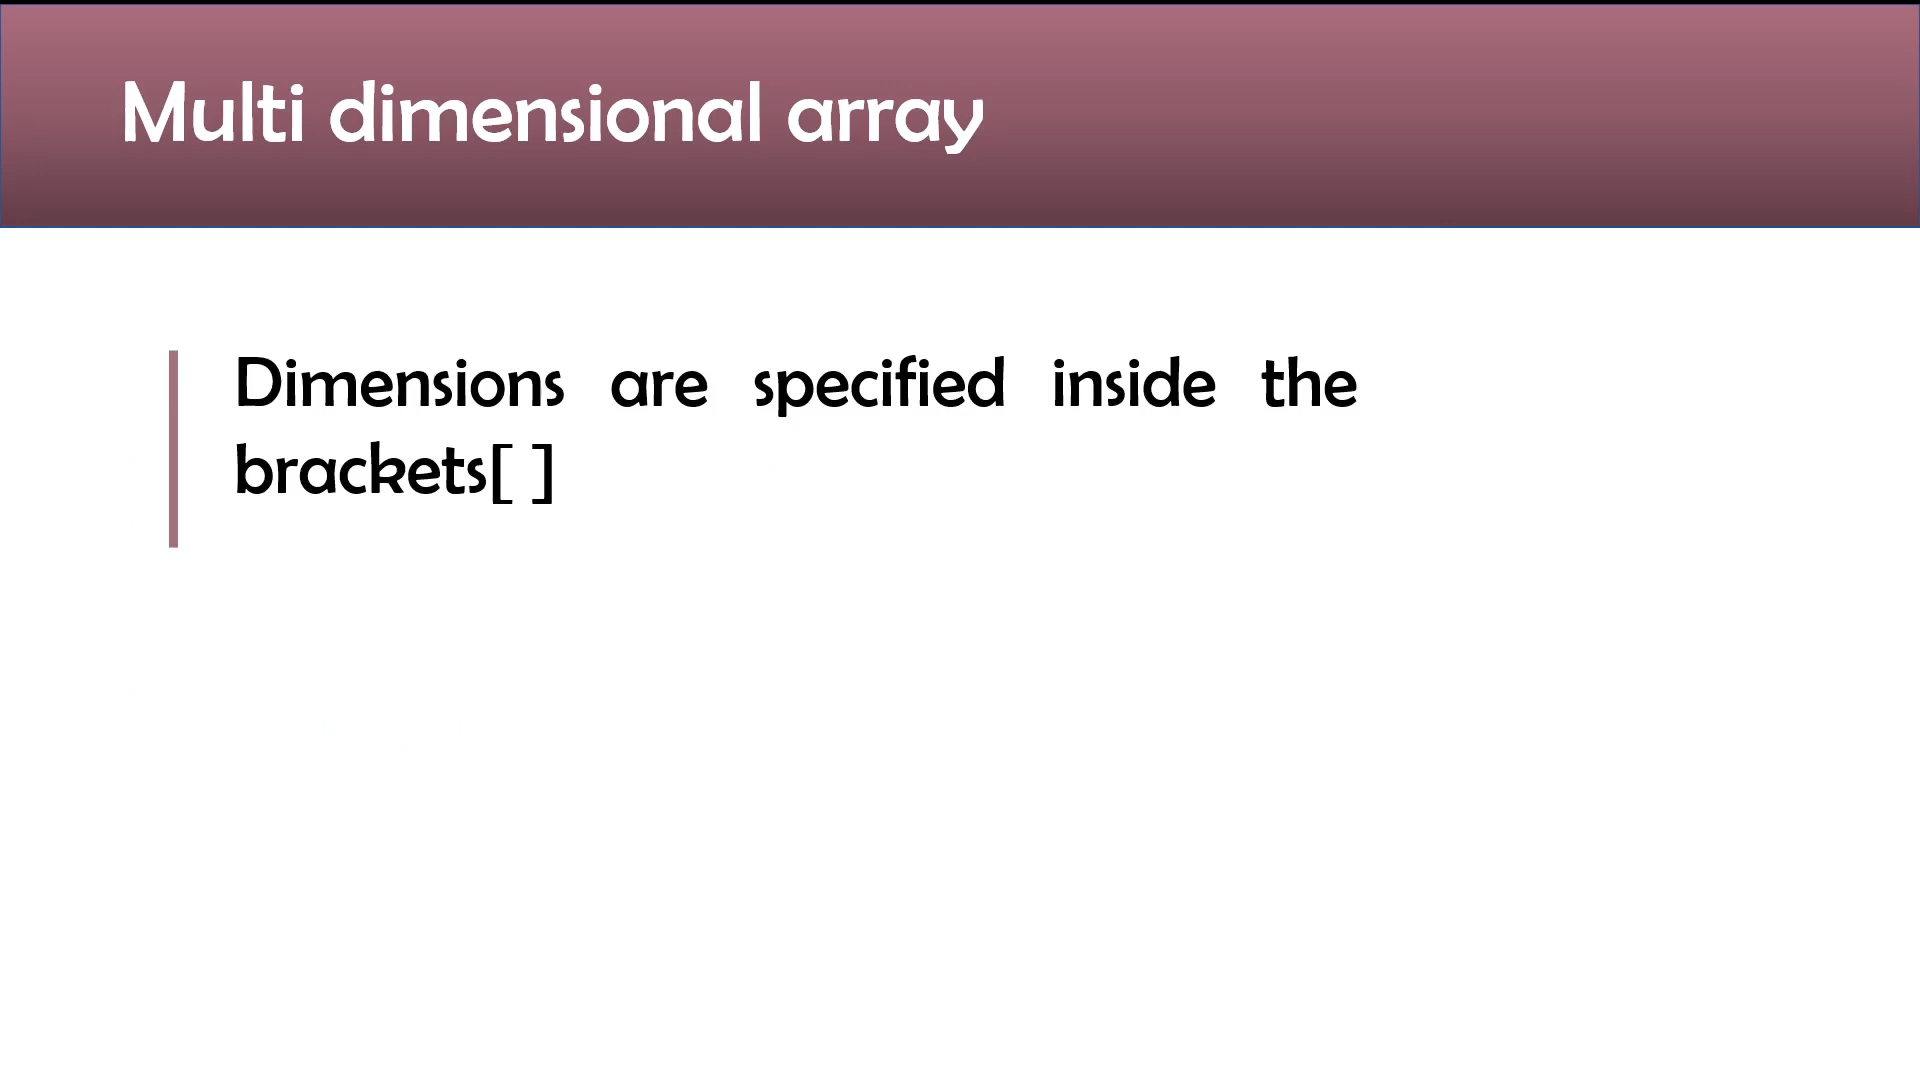 Multi dimensional array
Dimensions are specified inside the
brackets[ ]